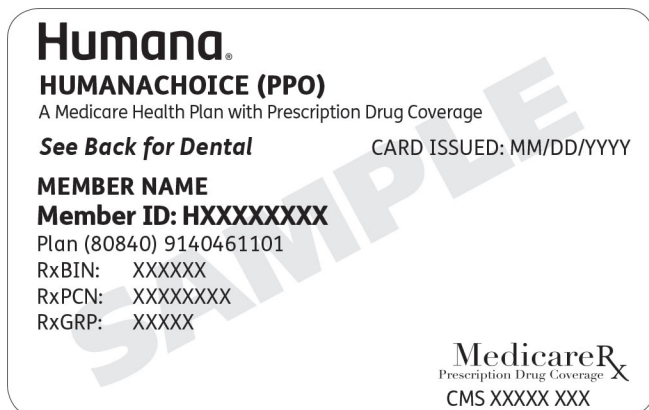 Humana®
HUMANACHOICE (PPO)
A Medicare Health Plan with Prescription Drug Coverage
See Back for Dental CARD ISSUED: MM/DD/YYYY
MEMBER NAME
Member ID: HXXXXXXXX
Plan (80840) 9140461101
RxBIN: XXXXXX
RxPCN: XXXXXXXX
RxGRP: XXXXX
SAMPLE
MedicareRx
Prescription Drug Coverage
CMS XXXXX XXX